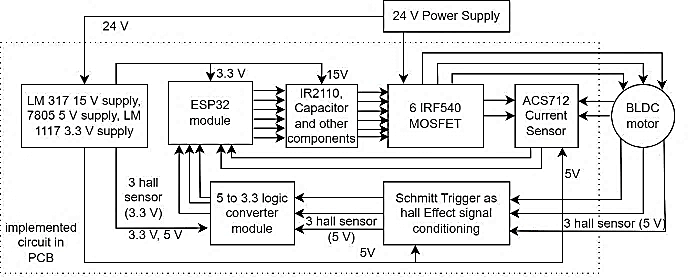 24 V Power Supply
24 V
3.3 V
15V
LM 317 15 V supply,
7805 5 V supply, LM
1117 3.3 V supply
ESP32
module
IR2110,
Capacitor
and other
components
6 IRF540
MOSFET
ACS712
Current
Sensor
BLDC
motor
5V
3 hall
sensor
(3.3 V)
5 to 3.3 logic
converter
module
Schmitt Trigger as
hall Effect signal
conditioning
3 hall sensor
(5 V)
3 hall sensor (5 V)
3.3 V, 5 V
5V
implemented
circuit in
PCB